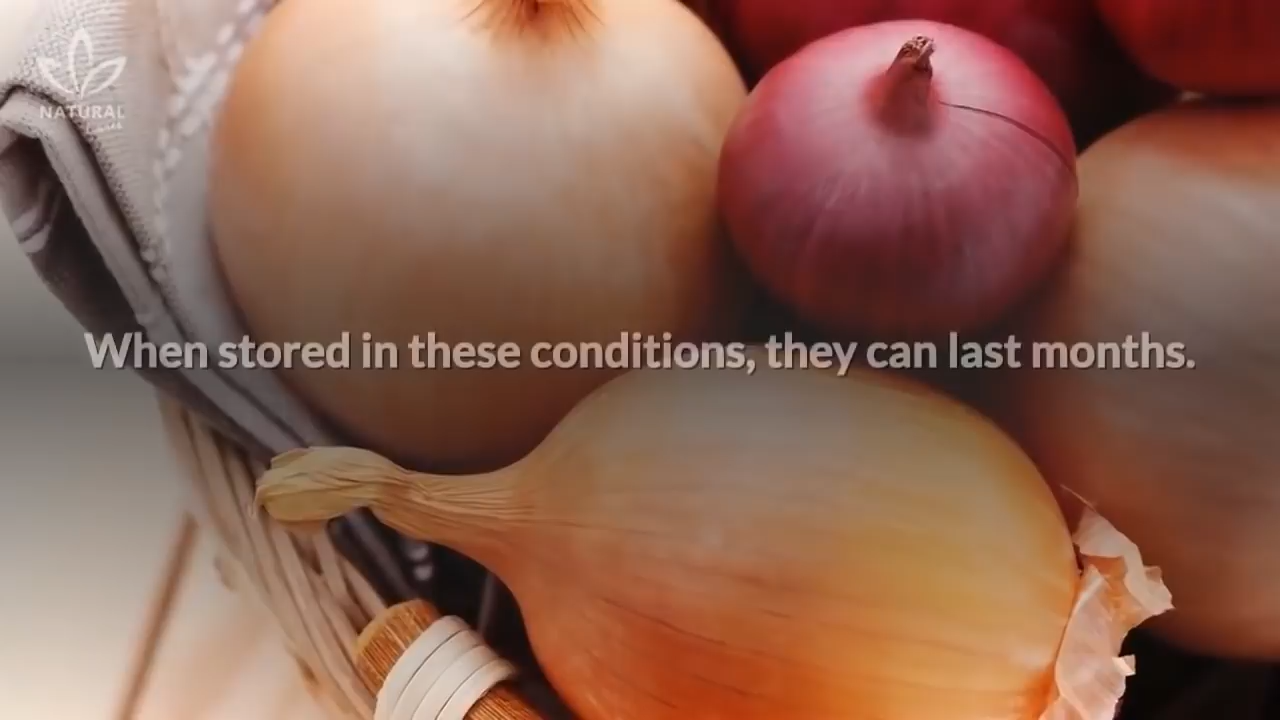 NATURAL
When stored in these conditions, they can last months.